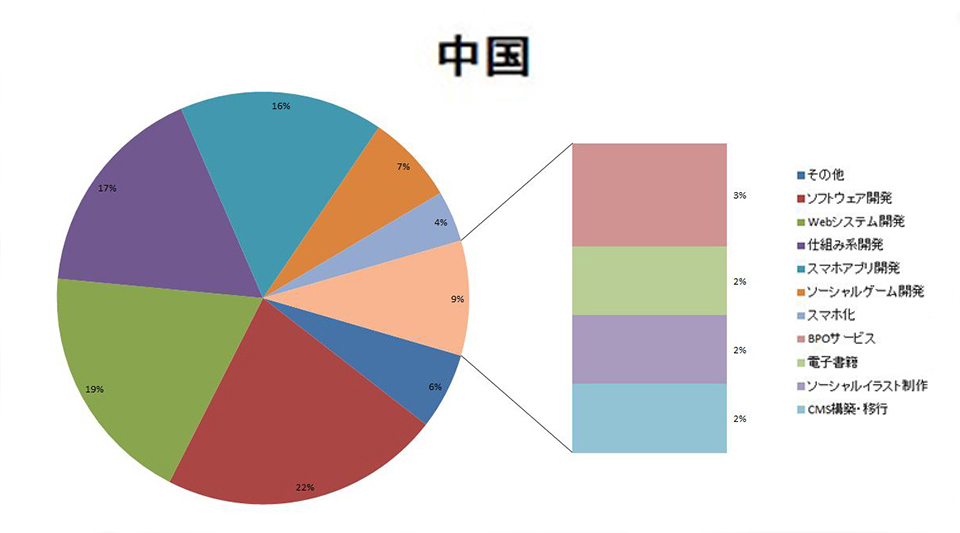 中国
16%
7%
17%
4%
9%
6%
19%
22%
3%
2%
2%
2%
その他
ソフトウェア開発
Webシステム開発
仕組み系開発
スマホアプリ開発
ソーシャルゲーム開発
スマホ化
BPOサービス
電子書籍
ソーシャルイラスト制作
CMS構築・移行